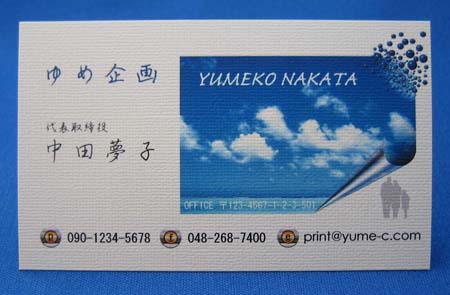 ゆめ企画
代表取締役
中田夢子
YUMEKO NAKATA
OFFICE 〒123-4567-1-2-3-501
P 090-1234-5678 F 048-268-7400 @ print@yume-c.com